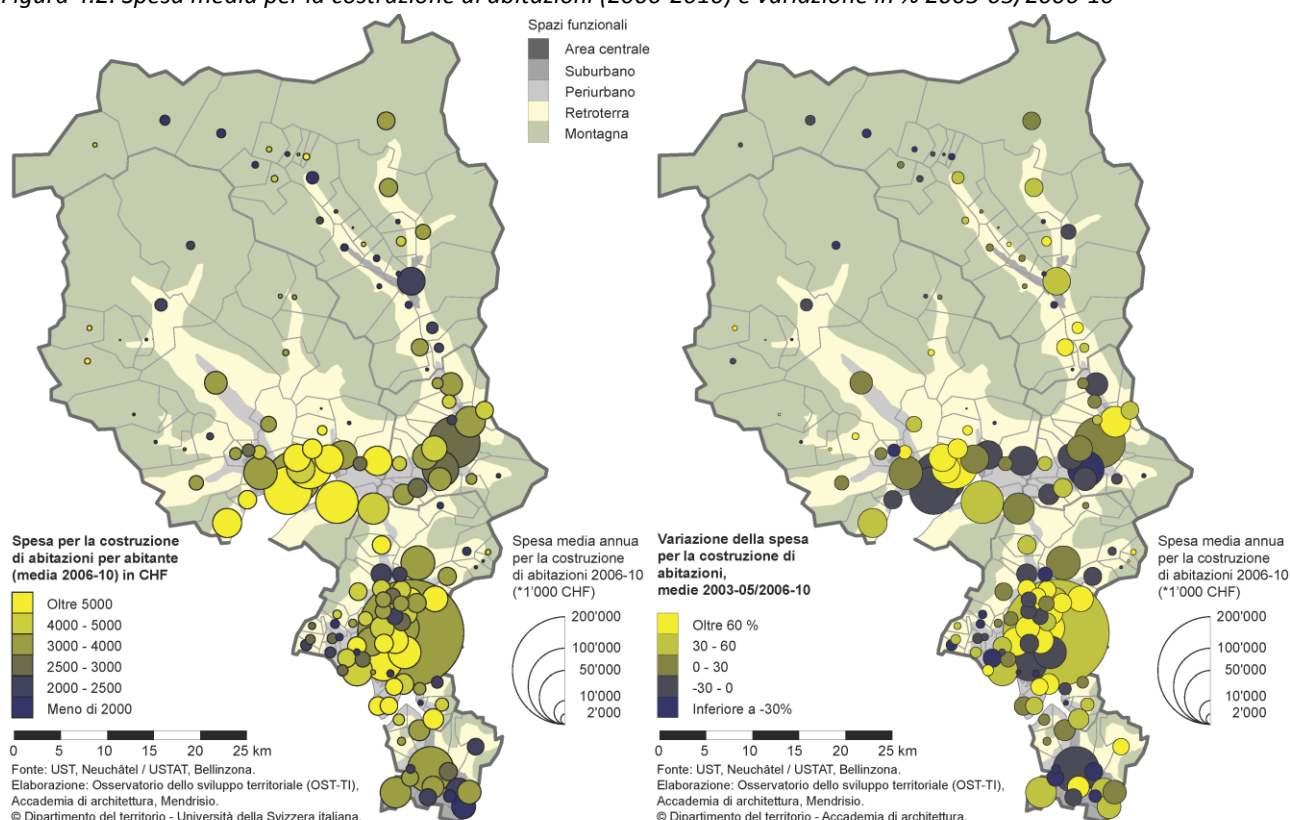 Figura 4.2. Spesa media per la costruzione di abitazioni (2006-2010) e variazione in % 2003-05/2006-10
Spazi funzionali
Area centrale
Suburbano
Periurbano
Retroterra
Montagna
Spesa per la costruzione
di abitazioni per abitante
(media 2006-10) in CHF
Oltre 5000
4000 - 5000
3000 - 4000
2500 - 3000
2000 - 2500
Meno di 2000
Spesa media annua
per la costruzione
di abitazioni 2006-10
(*1'000 CHF)
200'000
100'000
50'000
10'000
2'000
0 5 10 15 20 25 km
Fonte: UST, Neuchâtel / USTAT, Bellinzona.
Elaborazione: Osservatorio dello sviluppo territoriale (OST-TI),
Accademia di architettura, Mendrisio.
© Dipartimento del territorio - Università della Svizzera italiana.
Variazione della spesa
per la costruzione di
abitazioni,
medie 2003-05/2006-10
Oltre 60 %
30 - 60
0 - 30
-30 - 0
Inferiore a -30%
Spesa media annua
per la costruzione
di abitazioni 2006-10
(*1'000 CHF)
200'000
100'000
50'000
10'000
2'000
0 5 10 15 20 25 km
Fonte: UST, Neuchâtel / USTAT, Bellinzona.
Elaborazione: Osservatorio dello sviluppo territoriale (OST-TI),
Accademia di architettura, Mendrisio.
© Dipartimento del territorio - Accademia di architettura.